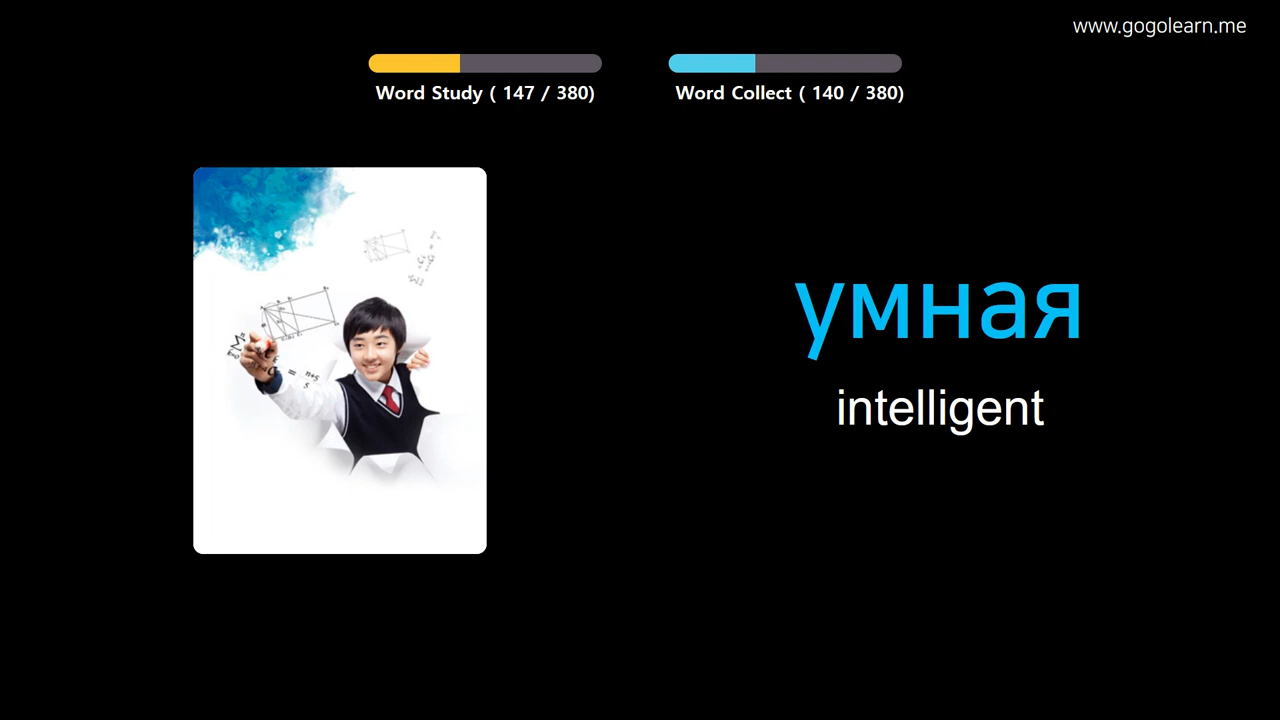 www.gogolearn.me
Word Study ( 147 / 380)
Word Collect ( 140 / 380)
умная
intelligent